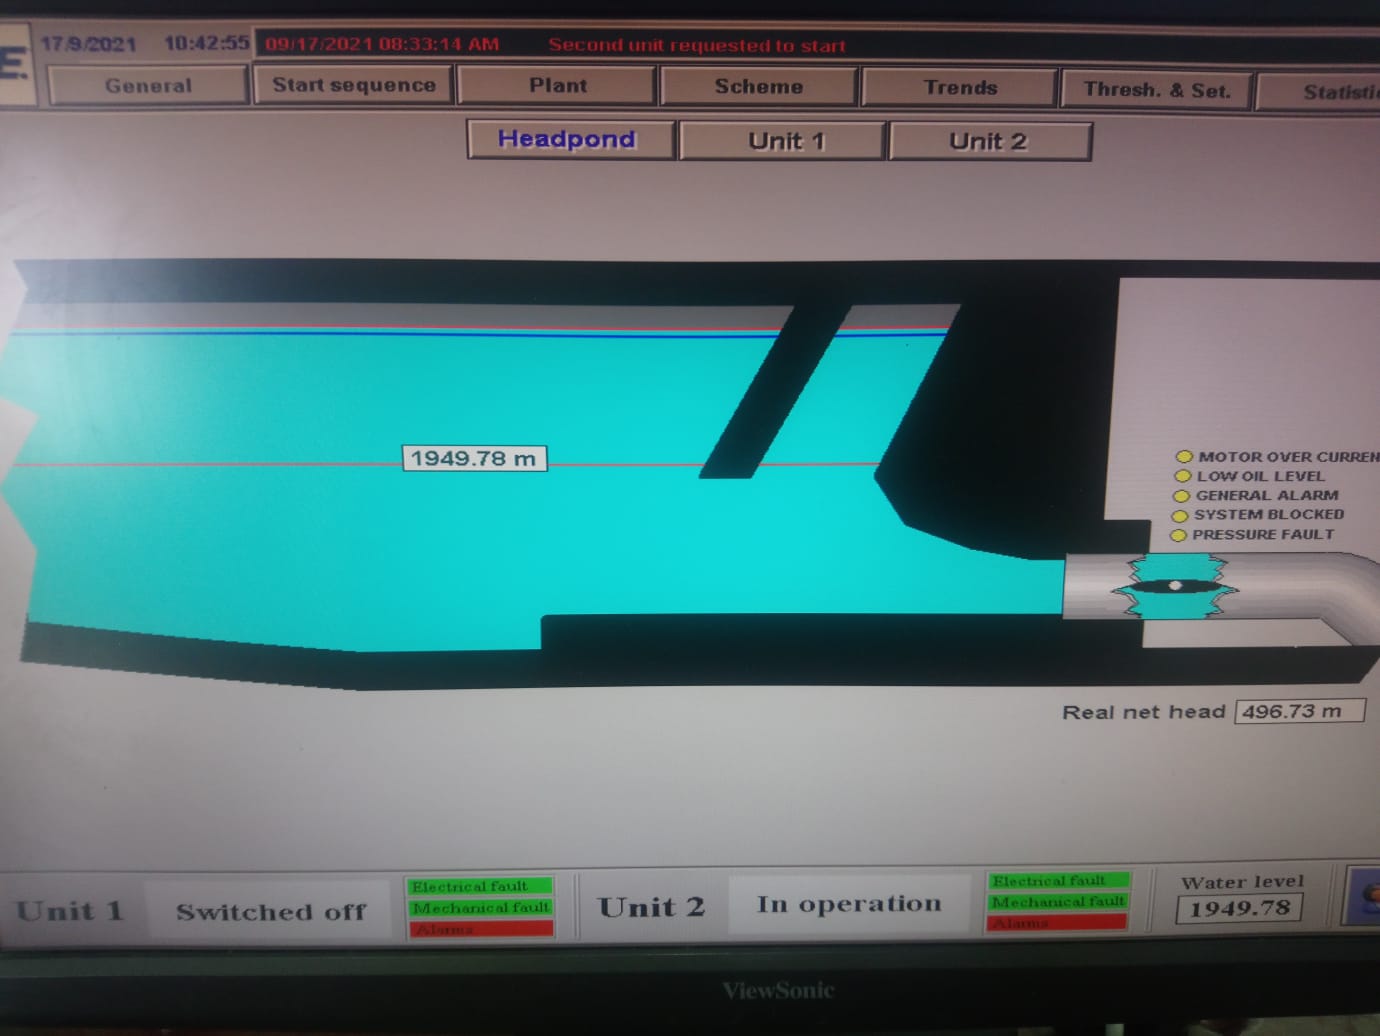 E.
17/9/2021 10:42:55 09/17/2021 08:33:14 AM Second unit requested to start
General Start sequence Plant Scheme Trends Thresh. & Set. Statisti
Headpond Unit 1 Unit 2
1949.78 m
MOTOR OVER CURREN
LOW OIL LEVEL
GENERAL ALARM
SYSTEM BLOCKED
PRESSURE FAULT
Real net head 496.73 m
Unit 1 Switched off
Electrical fault
Mechanical fault
Alarms
Unit 2 In operation
Electrical fault
Mechanical fault
Alarms
Water level
1949.78
ViewSonic